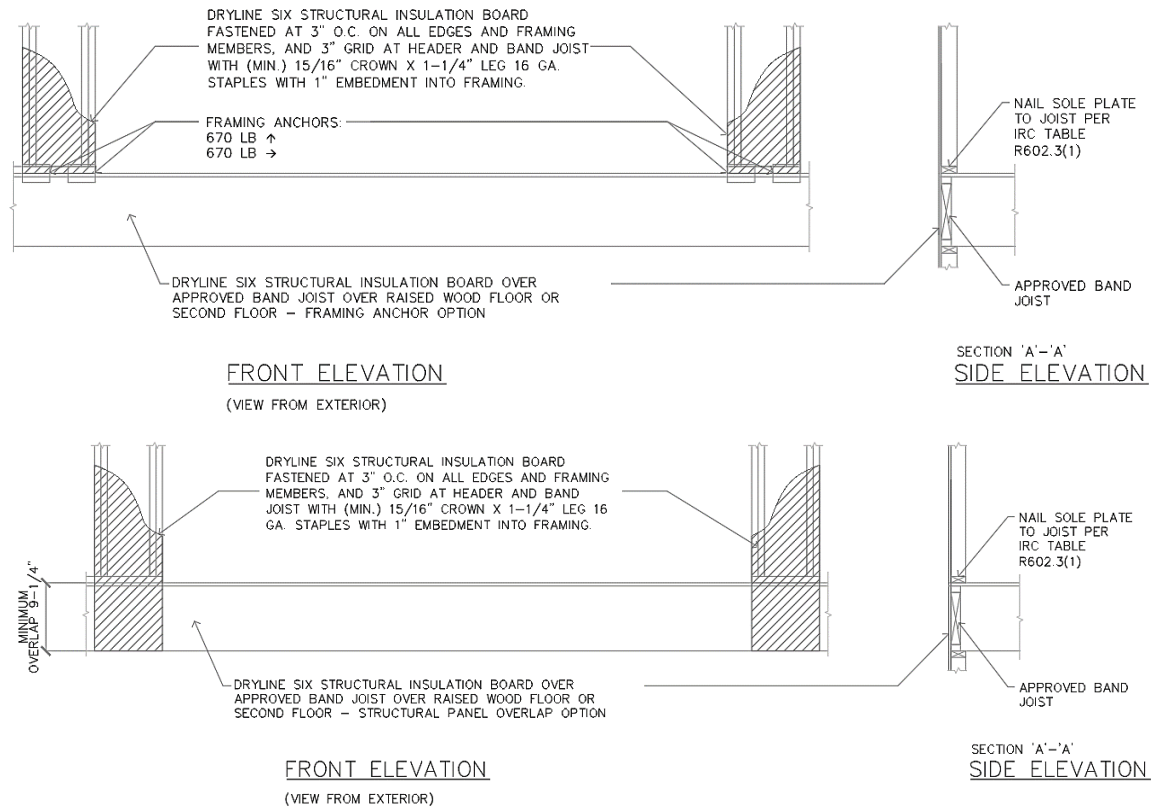 DRYLINE SIX STRUCTURAL INSULATION BOARD
FASTENED AT 3" O.C. ON ALL EDGES AND FRAMING
MEMBERS, AND 3" GRID AT HEADER AND BAND JOIST
WITH (MIN.) 15/16" CROWN X 1-1/4" LEG 16 GA.
STAPLES WITH 1" EMBEDMENT INTO FRAMING.
FRAMING ANCHORS:
670 LB ↑
670 LB →
NAIL SOLE PLATE
TO JOIST PER
IRC TABLE
R602.3(1)
DRYLINE SIX STRUCTURAL INSULATION BOARD OVER
APPROVED BAND JOIST OVER RAISED WOOD FLOOR OR
SECOND FLOOR – FRAMING ANCHOR OPTION
APPROVED BAND
JOIST
FRONT ELEVATION
(VIEW FROM EXTERIOR)
SECTION 'A'-'A'
SIDE ELEVATION
DRYLINE SIX STRUCTURAL INSULATION BOARD
FASTENED AT 3" O.C. ON ALL EDGES AND FRAMING
MEMBERS, AND 3" GRID AT HEADER AND BAND
JOIST WITH (MIN.) 15/16" CROWN X 1-1/4" LEG 16
GA. STAPLES WITH 1" EMBEDMENT INTO FRAMING.
NAIL SOLE PLATE
TO JOIST PER
IRC TABLE
R602.3(1)
MINIMUM
OVERLAP 9-1/4"
DRYLINE SIX STRUCTURAL INSULATION BOARD OVER
APPROVED BAND JOIST OVER RAISED WOOD FLOOR OR
SECOND FLOOR – STRUCTURAL PANEL OVERLAP OPTION
APPROVED BAND
JOIST
FRONT ELEVATION
(VIEW FROM EXTERIOR)
SECTION 'A'-'A'
SIDE ELEVATION